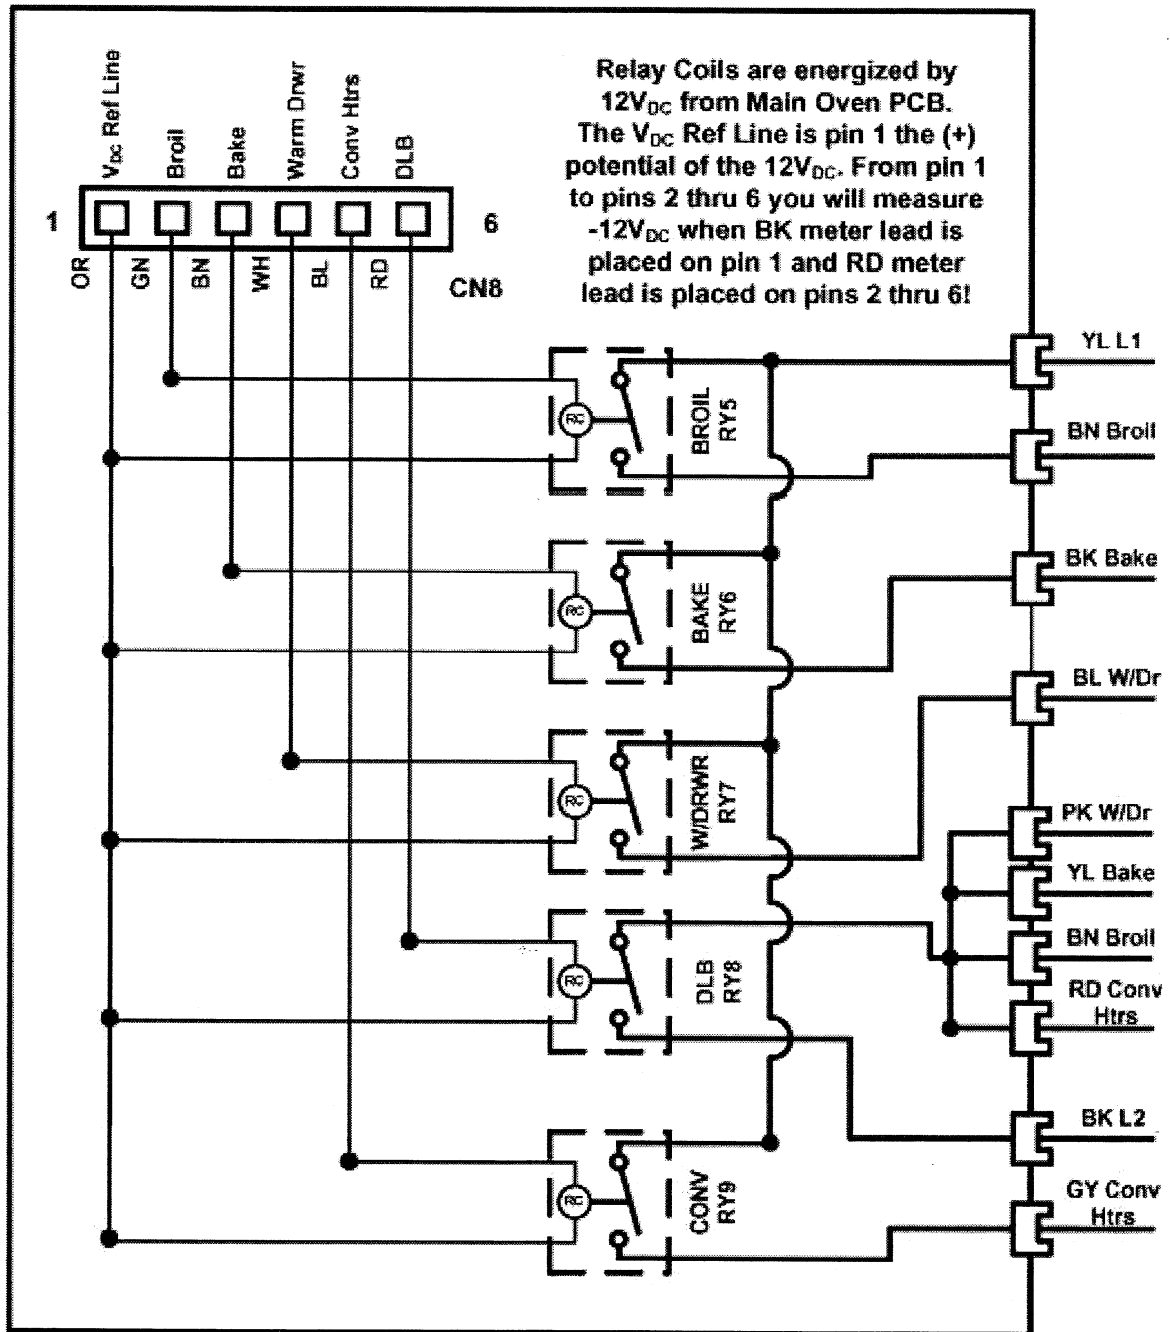 V_DC Ref Line
Broil
Bake
Warm Drwr
Conv Htrs
DLB
Relay Coils are energized by
12V_DC from Main Oven PCB.
The V_DC Ref Line is pin 1 the (+)
potential of the 12V_DC. From pin 1
to pins 2 thru 6 you will measure
-12V_DC when BK meter lead is
placed on pin 1 and RD meter
lead is placed on pins 2 thru 6!
1
6
OR
GN
BN
WH
BL
RD
CN8
YL L1
RC
BROIL
RY5
BN Broil
BK Bake
RC
BAKE
RY6
BL W/Dr
RC
W/DRWR
RY7
PK W/Dr
YL Bake
BN Broil
RC
DLB
RY8
RD Conv
Htrs
BK L2
RC
CONV
RY9
GY Conv
Htrs